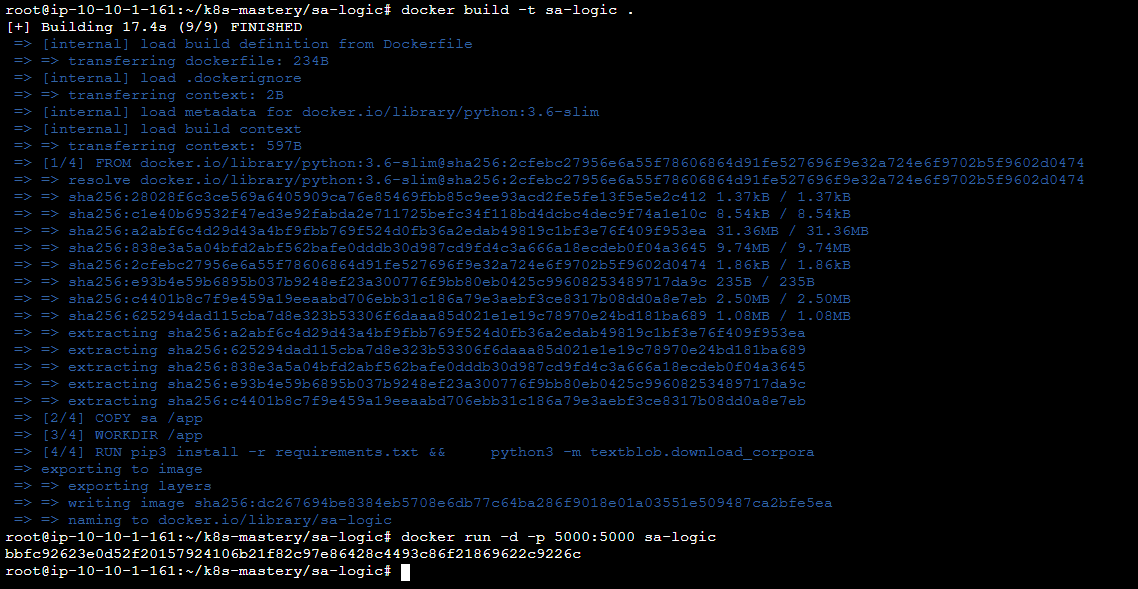 root@ip-10-10-1-161:~/k8s-mastery/sa-logic# docker build -t sa-logic .
[+] Building 17.4s (9/9) FINISHED
=> [internal] load build definition from Dockerfile
=> => transferring dockerfile: 234B
=> [internal] load .dockerignore
=> => transferring context: 2B
=> [internal] load metadata for docker.io/library/python:3.6-slim
=> [internal] load build context
=> => transferring context: 597B
=> [1/4] FROM docker.io/library/python:3.6-slim@sha256:2cfebc27956e6a55f78606864d91fe527696f9e32a724e6f9702b5f9602d0474
=> => resolve docker.io/library/python:3.6-slim@sha256:2cfebc27956e6a55f78606864d91fe527696f9e32a724e6f9702b5f9602d0474
=> => sha256:28028f6c3ce569a6405909ca76e85469fbb85c9ee93acd2fe5fe13f5e5e2c412 1.37kB / 1.37kB
=> => sha256:c1e40b69532f47ed3e92fabda2e711725befc34f118bd4dcbc4dec9f74a1e10c 8.54kB / 8.54kB
=> => sha256:a2abf6c4d29d43a4bf9fbb769f524d0fb36a2edab49819c1bf3e76f409f953ea 31.36MB / 31.36MB
=> => sha256:838e3a5a04bfd2abf562bafe0dddb30d987cd9fd4c3a666a18ecdeb0f04a3645 9.74MB / 9.74MB
=> => sha256:2cfebc27956e6a55f78606864d91fe527696f9e32a724e6f9702b5f9602d0474 1.86kB / 1.86kB
=> => sha256:e93b4e59b6895b037b9248ef23a300776f9bb80eb0425c99608253489717da9c 235B / 235B
=> => sha256:c4401b8c7f9e459a19eeaabd706ebb31c186a79e3aebf3ce8317b08dd0a8e7eb 2.50MB / 2.50MB
=> => sha256:625294dad115cba7d8e323b53306f6daaa85d021e1e19c78970e24bd181ba689 1.08MB / 1.08MB
=> => extracting sha256:a2abf6c4d29d43a4bf9fbb769f524d0fb36a2edab49819c1bf3e76f409f953ea
=> => extracting sha256:625294dad115cba7d8e323b53306f6daaa85d021e1e19c78970e24bd181ba689
=> => extracting sha256:838e3a5a04bfd2abf562bafe0dddb30d987cd9fd4c3a666a18ecdeb0f04a3645
=> => extracting sha256:e93b4e59b6895b037b9248ef23a300776f9bb80eb0425c99608253489717da9c
=> => extracting sha256:c4401b8c7f9e459a19eeaabd706ebb31c186a79e3aebf3ce8317b08dd0a8e7eb
=> [2/4] COPY sa /app
=> [3/4] WORKDIR /app
=> [4/4] RUN pip3 install -r requirements.txt &&     python3 -m textblob.download_corpora
=> exporting to image
=> => exporting layers
=> => writing image sha256:dc267694be8384eb5708e6db77c64ba286f9018e01a03551e509487ca2bfe5ea
=> => naming to docker.io/library/sa-logic
root@ip-10-10-1-161:~/k8s-mastery/sa-logic# docker run -d -p 5000:5000 sa-logic
bbfc92623e0d52f20157924106b21f82c97e86428c4493c86f21869622c9226c
root@ip-10-10-1-161:~/k8s-mastery/sa-logic#